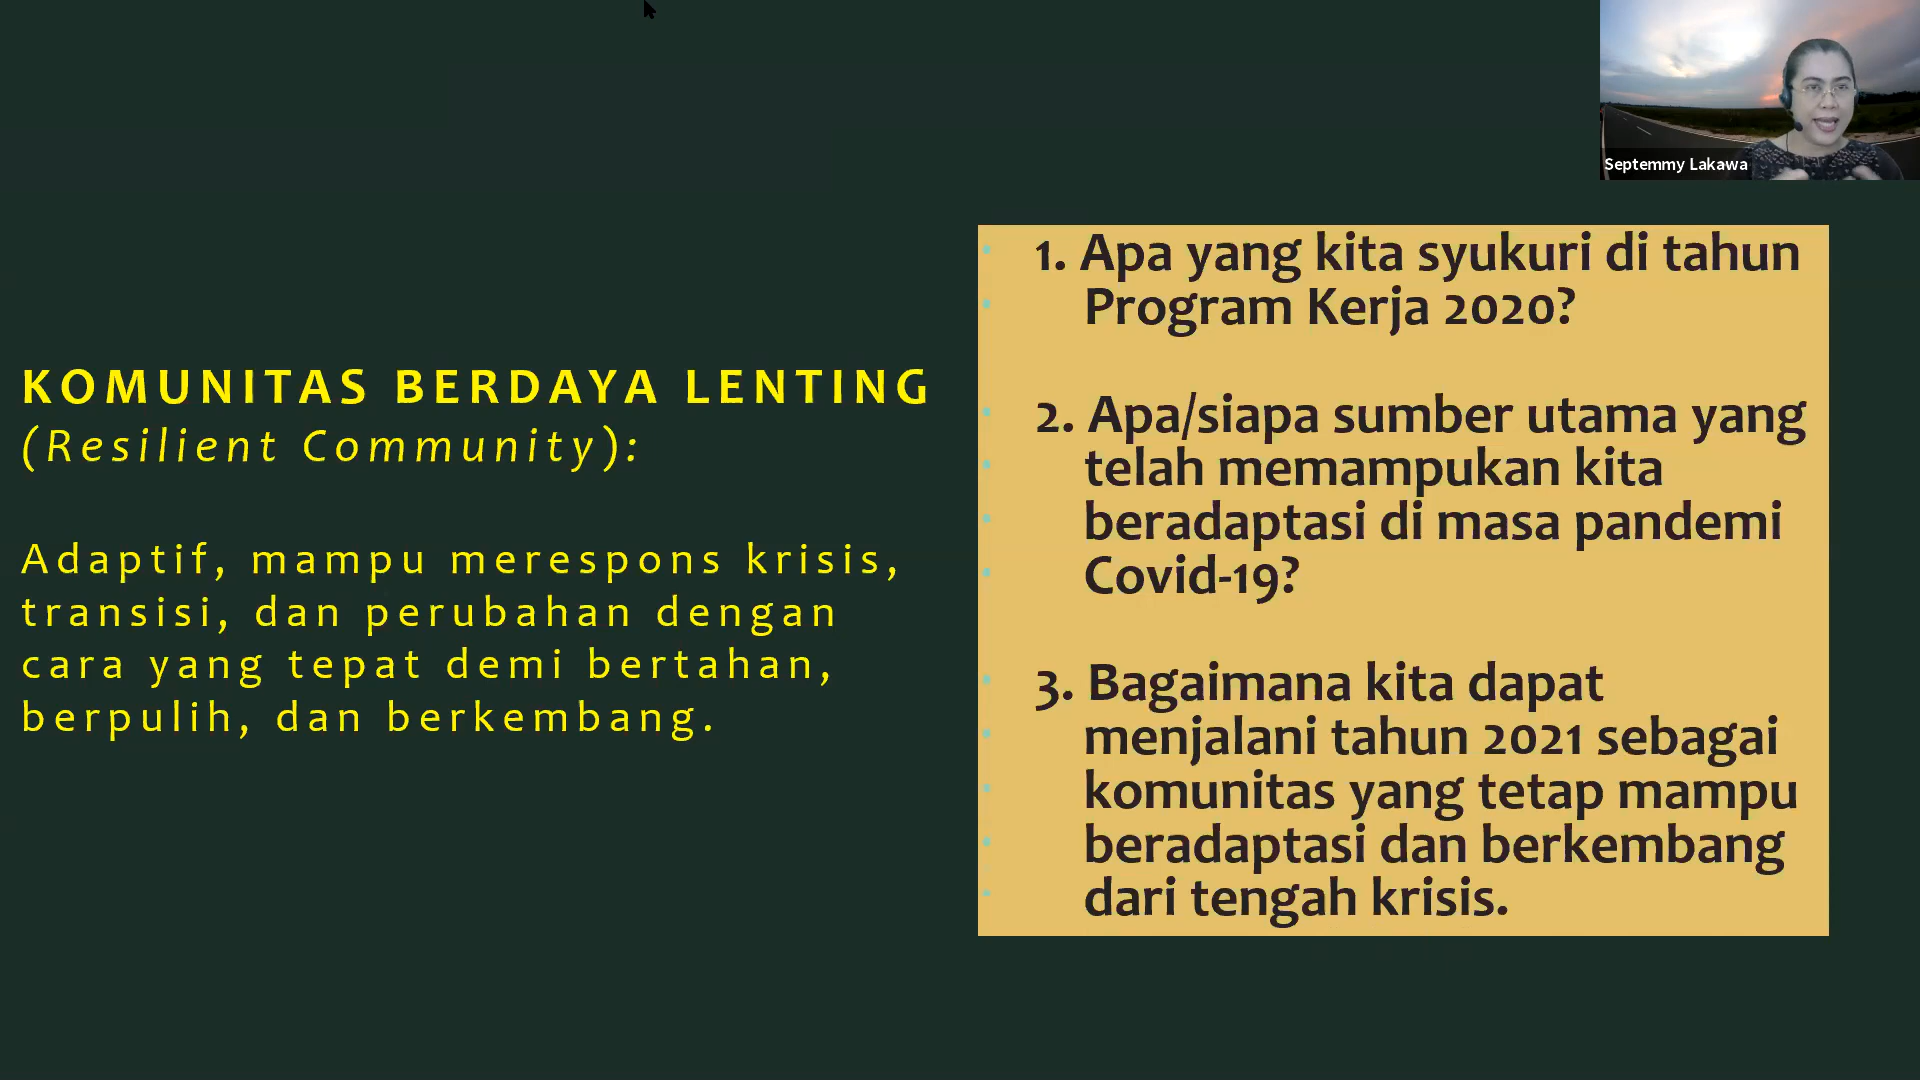 Septemmy Lakawa
KOMUNITAS BERDAYA LENTING
(Resilient Community):
Adaptif, mampu merespons krisis,
transisi, dan perubahan dengan
cara yang tepat demi bertahan,
berpulih, dan berkembang.
1. Apa yang kita syukuri di tahun
Program Kerja 2020?
2. Apa/siapa sumber utama yang
telah memampukan kita
beradaptasi di masa pandemi
Covid-19?
3. Bagaimana kita dapat
menjalani tahun 2021 sebagai
komunitas yang tetap mampu
beradaptasi dan berkembang
dari tengah krisis.